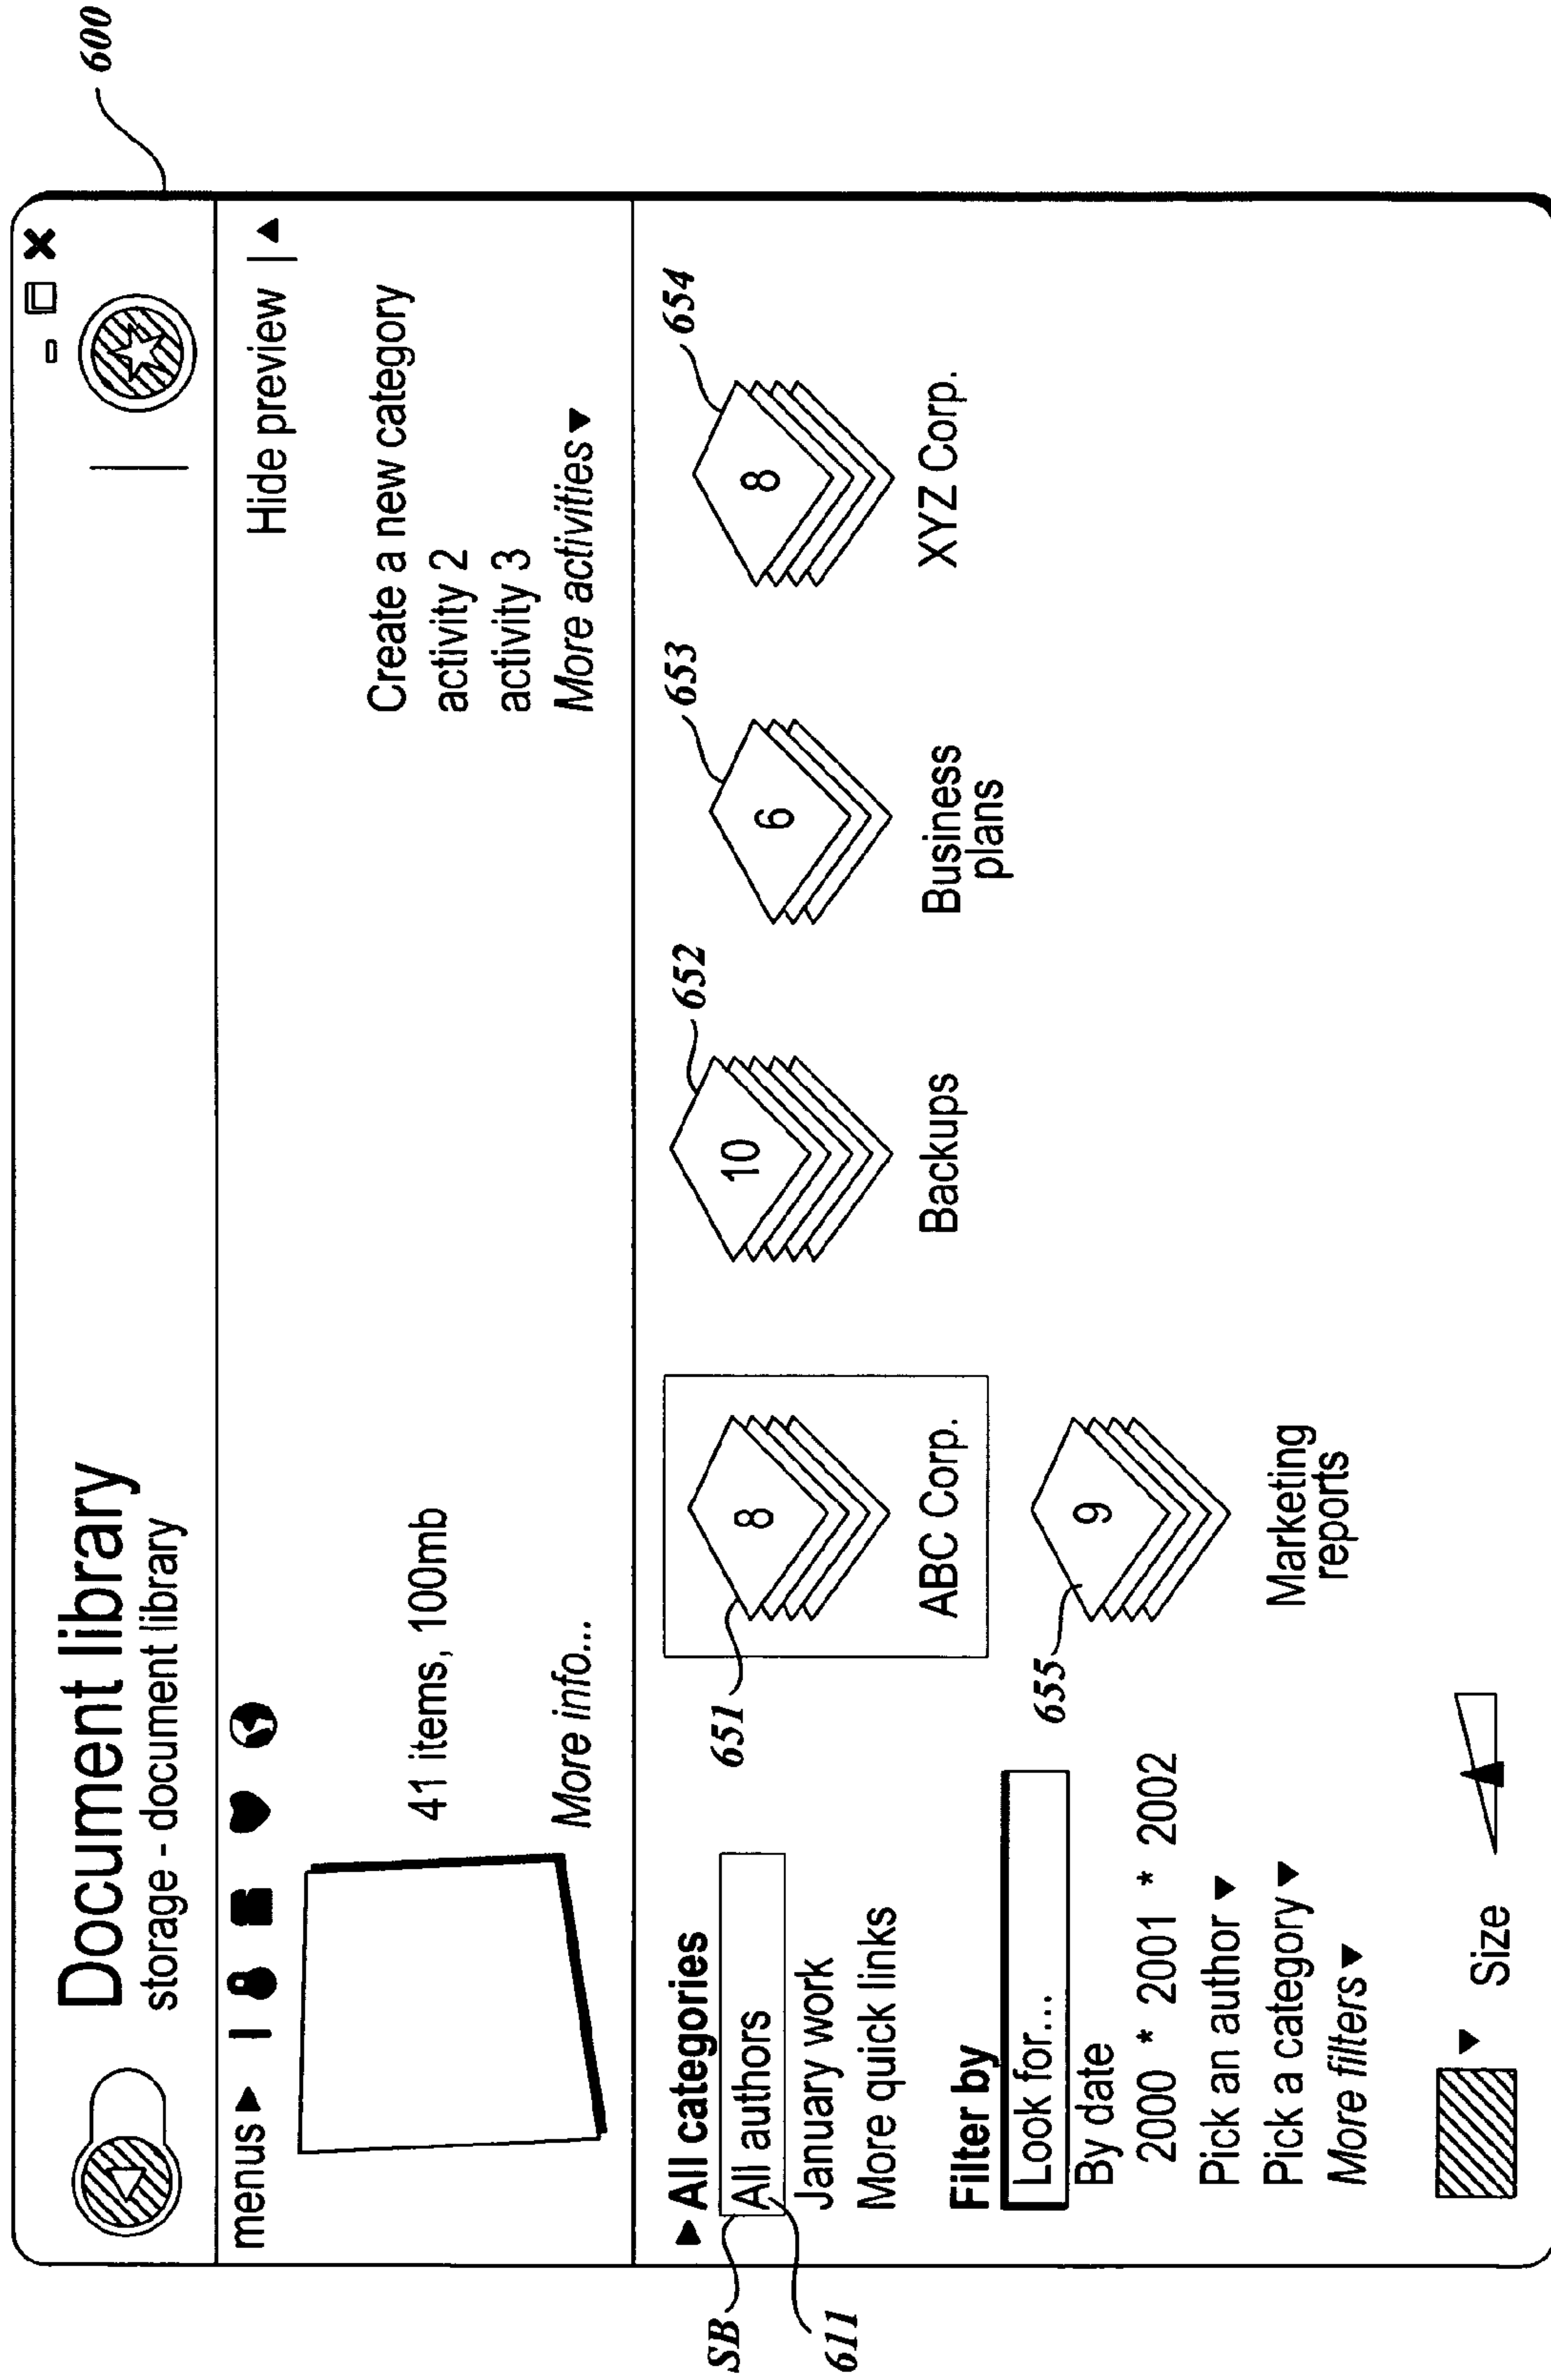 600
Document library
storage - document library
menus
Hide preview
41 items, 100mb
More info...
Create a new category
activity 2
activity 3
More activities
SB
611
All categories
All authors
January work
More quick links
Filter by
Look for...
By date
2000 * 2001 * 2002
Pick an author
Pick a category
More filters
Size
651
8
ABC Corp.
652
10
Backups
653
6
Business
plans
654
8
XYZ Corp.
655
9
Marketing
reports